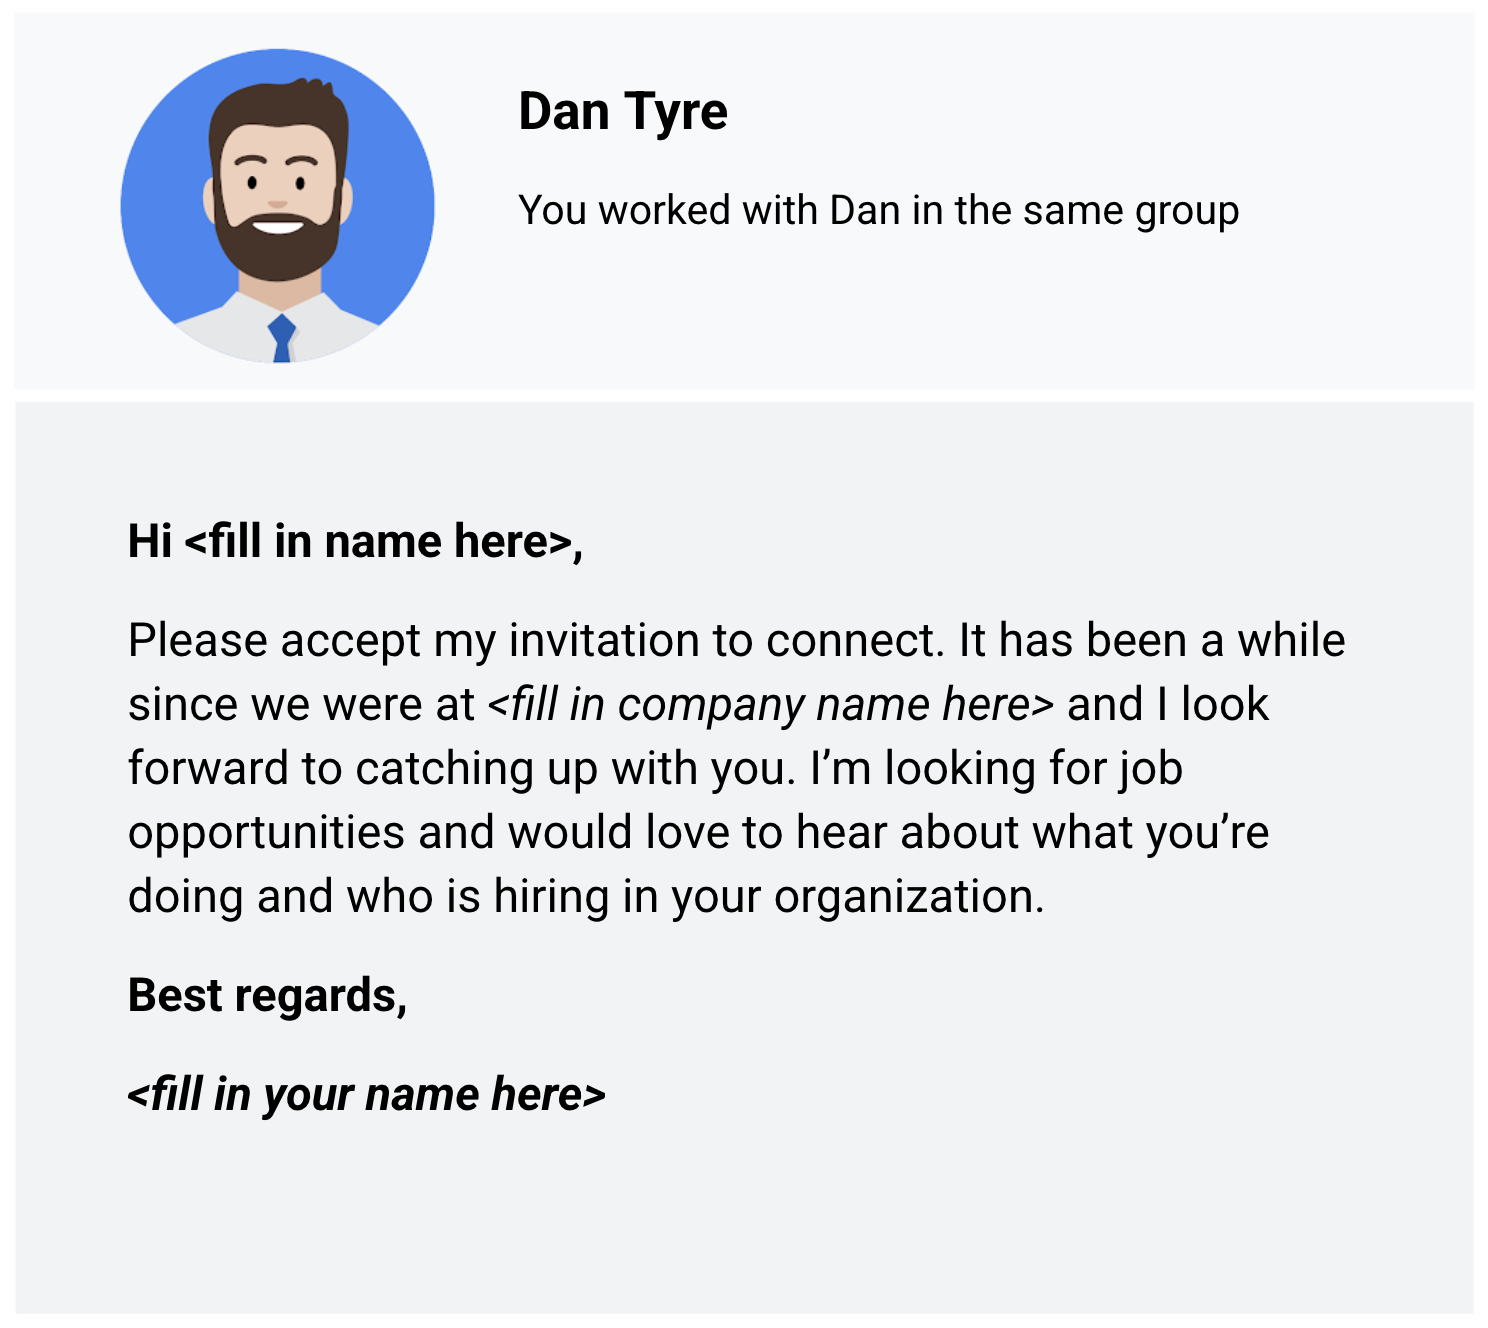 Dan Tyre
You worked with Dan in the same group
Hi <fill in name here>,
Please accept my invitation to connect. It has been a while
since we were at <fill in company name here> and I look
forward to catching up with you. I’m looking for job
opportunities and would love to hear about what you’re
doing and who is hiring in your organization.
Best regards,
<fill in your name here>